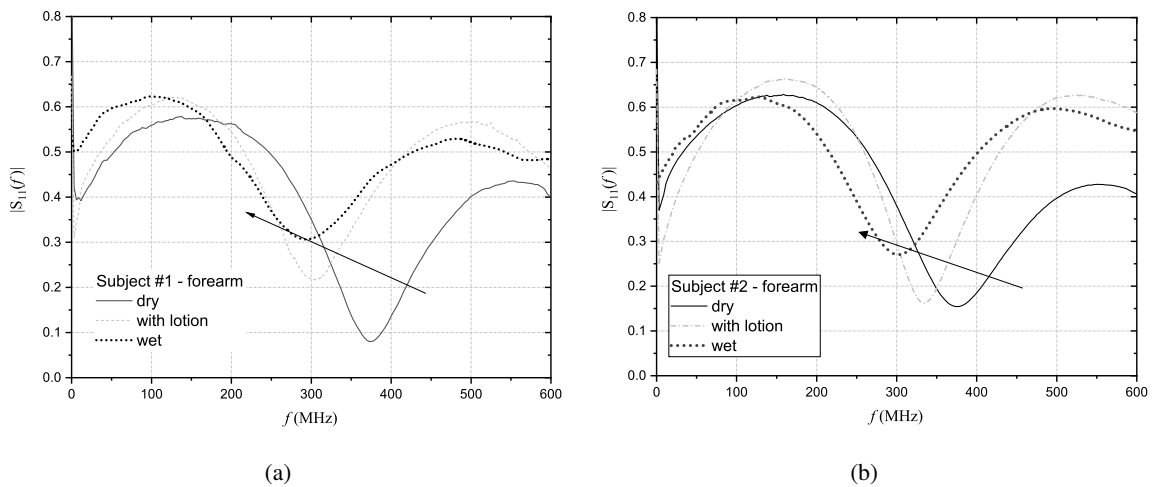 0.8
0.7
0.6
0.5
0.4
0.3
0.2
0.1
0.0
|S11(f)|
Subject #1 - forearm
dry
with lotion
wet
0 100 200 300 400 500 600
f (MHz)
(a)
0.8
0.7
0.6
0.5
0.4
0.3
0.2
0.1
0.0
|S11(f)|
Subject #2 - forearm
dry
with lotion
wet
0 100 200 300 400 500 600
f (MHz)
(b)